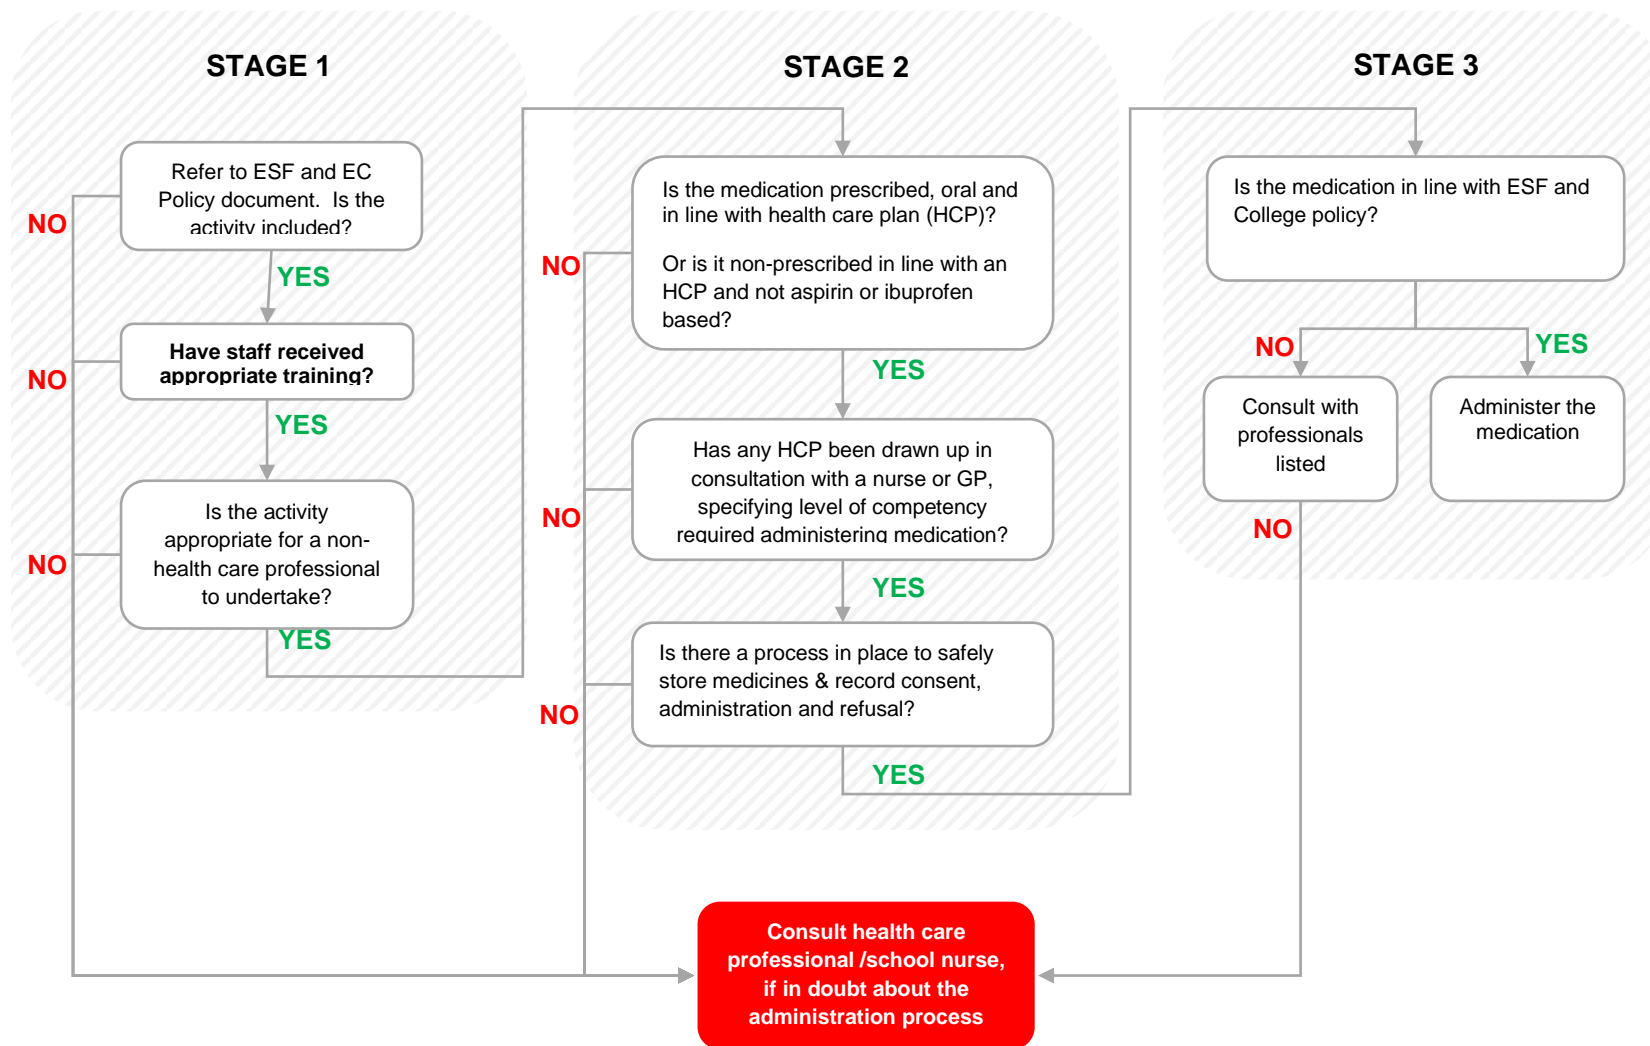 STAGE 1
Refer to ESF and EC
Policy document. Is the
activity included?
NO
YES
Have staff received
appropriate training?
NO
YES
Is the activity
appropriate for a non-
health care professional
to undertake?
NO
YES
STAGE 2
Is the medication prescribed, oral and
in line with health care plan (HCP)?
Or is it non-prescribed in line with an
HCP and not aspirin or ibuprofen
based?
NO
YES
Has any HCP been drawn up in
consultation with a nurse or GP,
specifying level of competency
required administering medication?
NO
YES
Is there a process in place to safely
store medicines & record consent,
administration and refusal?
NO
YES
STAGE 3
Is the medication in line with ESF and
College policy?
NO
YES
Consult with
professionals
listed
Administer the
medication
NO
Consult health care
professional /school nurse,
if in doubt about the
administration process